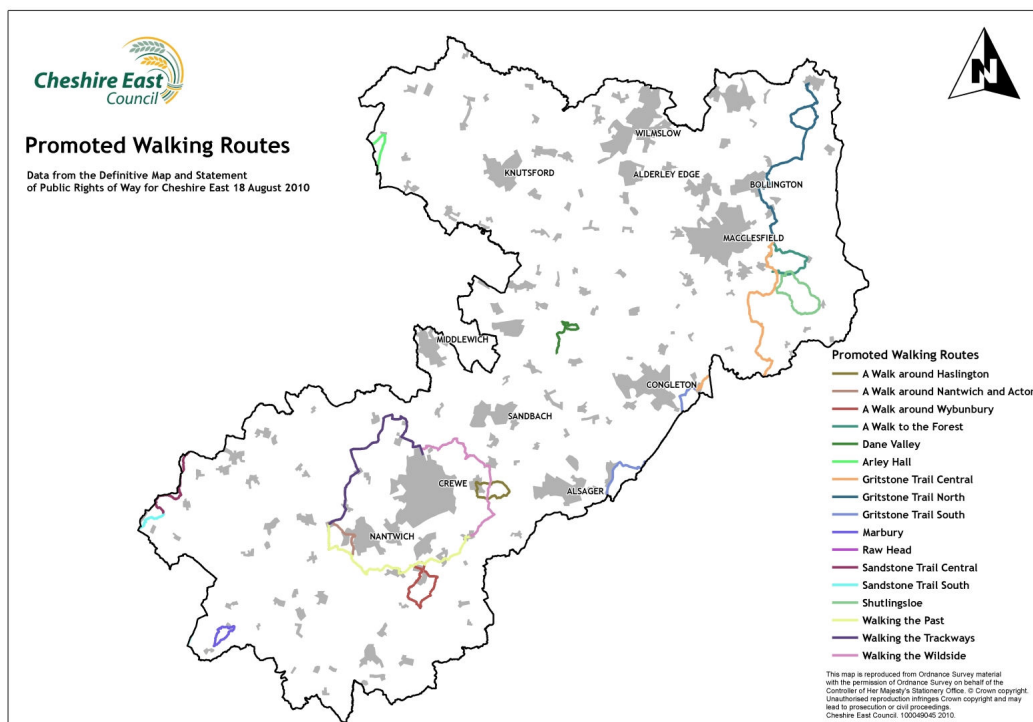 Cheshire East
Council
Promoted Walking Routes
Data from the Definitive Map and Statement
of Public Rights of Way for Cheshire East 18 August 2010
N
WILMSLOW
KNUTSFORD
ALDERLEY EDGE
BOLLINGTON
MACCLESFIELD
MIDDLEWICH
CONGLETON
SANDBACH
CREWE
ALSAGER
NANTWICH
Promoted Walking Routes
A Walk around Haslington
A Walk around Nantwich and Acton
A Walk around Wybunbury
A Walk to the Forest
Dane Valley
Arley Hall
Gritstone Trail Central
Gritstone Trail North
Gritstone Trail South
Marbury
Raw Head
Sandstone Trail Central
Sandstone Trail South
Shutlingsloe
Walking the Past
Walking the Trackways
Walking the Wildside
This map is reproduced from Ordnance Survey material
with the permission of Ordnance Survey on behalf of the
Controller of Her Majesty's Stationery Office. © Crown copyright.
Unauthorised reproduction infringes Crown copyright and may
lead to prosecution or civil proceedings.
Cheshire East Council. 100049045 2010.